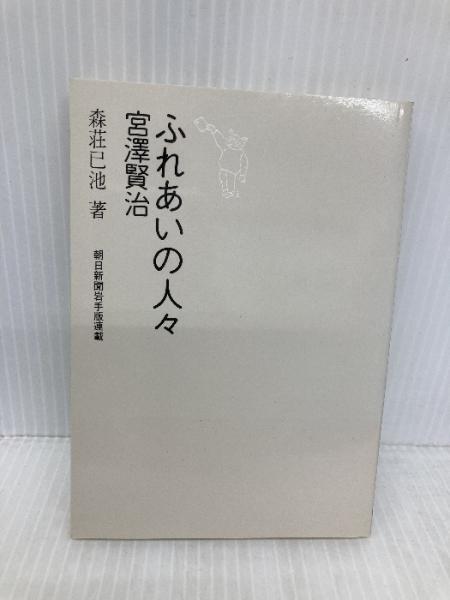 ふれあいの人々
宮澤賢治
森荘已池 著
朝日新聞岩手版連載